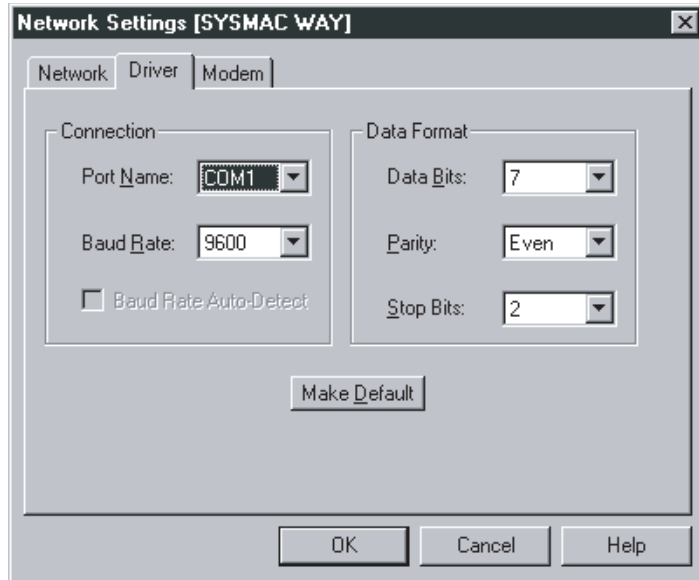 Network Settings [SYSMAC WAY]
Network Driver Modem
Connection
Port Name: COM1
Baud Rate: 9600
Baud Rate Auto-Detect
Data Format
Data Bits: 7
Parity: Even
Stop Bits: 2
Make Default
OK Cancel Help